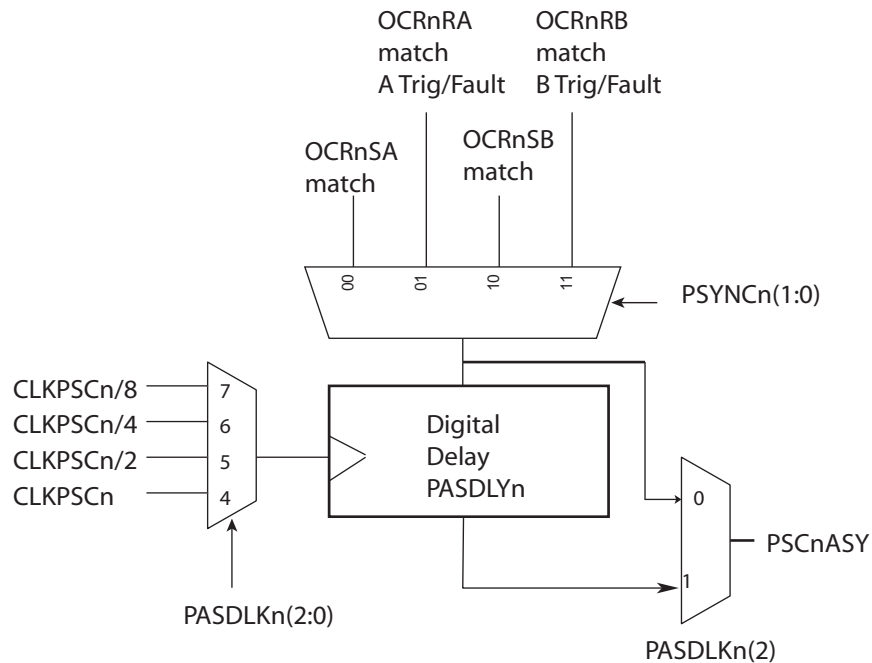 OCRnRA
match
A Trig/Fault
OCRnRB
match
B Trig/Fault
OCRnSA
match
OCRnSB
match
00
01
10
11
PSYNCn(1:0)
CLKPSCn/8
CLKPSCn/4
CLKPSCn/2
CLKPSCn
7
6
5
4
Digital
Delay
PASDLYn
0
1
PSCnASY
PASDLKn(2:0)
PASDLKn(2)